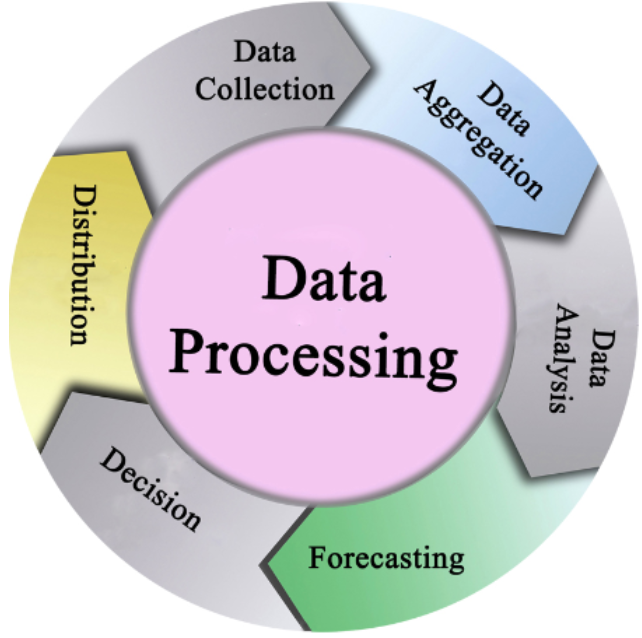 Data
Collection
Data
Aggregation
Data
Analysis
Forecasting
Decision
Distribution
Data
Processing